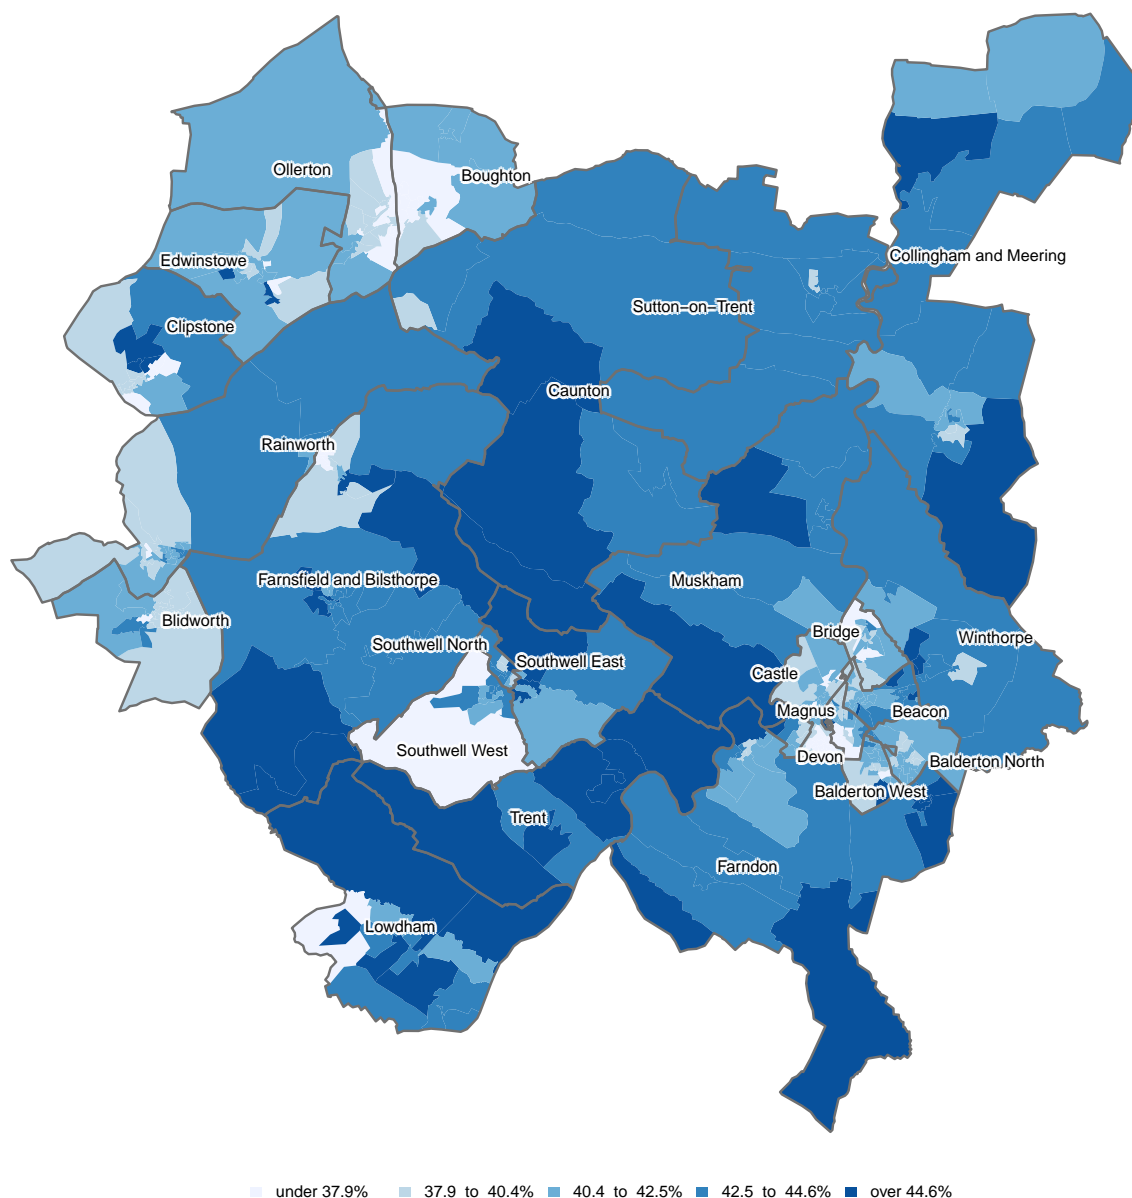 Ollerton
Boughton
Edwinstowe
Collingham and Meering
Sutton−on−Trent
Clipstone
Caunton
Rainworth
Farnsfield and Bilsthorpe
Muskham
Blidworth
Bridge
Winthorpe
Southwell North
Southwell East
Castle
Magnus
Beacon
Southwell West
Devon
Balderton North
Balderton West
Trent
Farndon
Lowdham
under 37.9% 37.9 to 40.4% 40.4 to 42.5% 42.5 to 44.6% over 44.6%